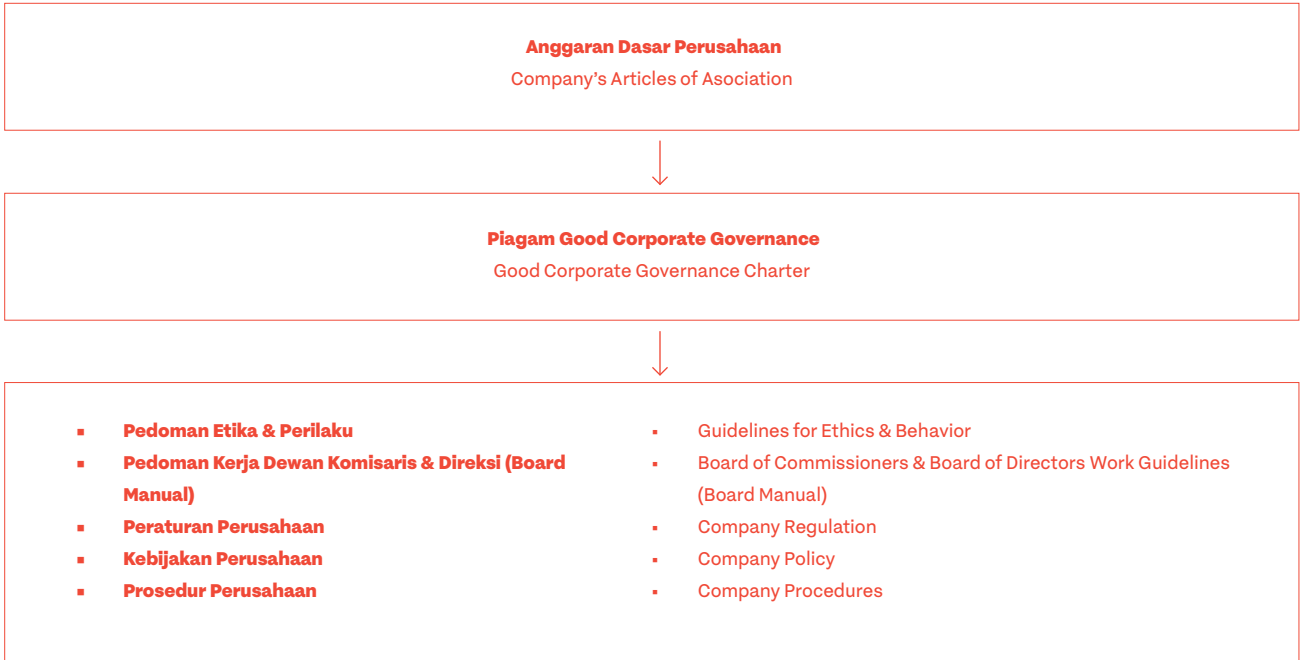 Anggaran Dasar Perusahaan
Company's Articles of Asociation
Piagam Good Corporate Governance
Good Corporate Governance Charter
▪ Pedoman Etika & Perilaku
▪ Pedoman Kerja Dewan Komisaris & Direksi (Board
Manual)
▪ Peraturan Perusahaan
▪ Kebijakan Perusahaan
▪ Prosedur Perusahaan
▪ Guidelines for Ethics & Behavior
▪ Board of Commissioners & Board of Directors Work Guidelines
(Board Manual)
▪ Company Regulation
▪ Company Policy
▪ Company Procedures